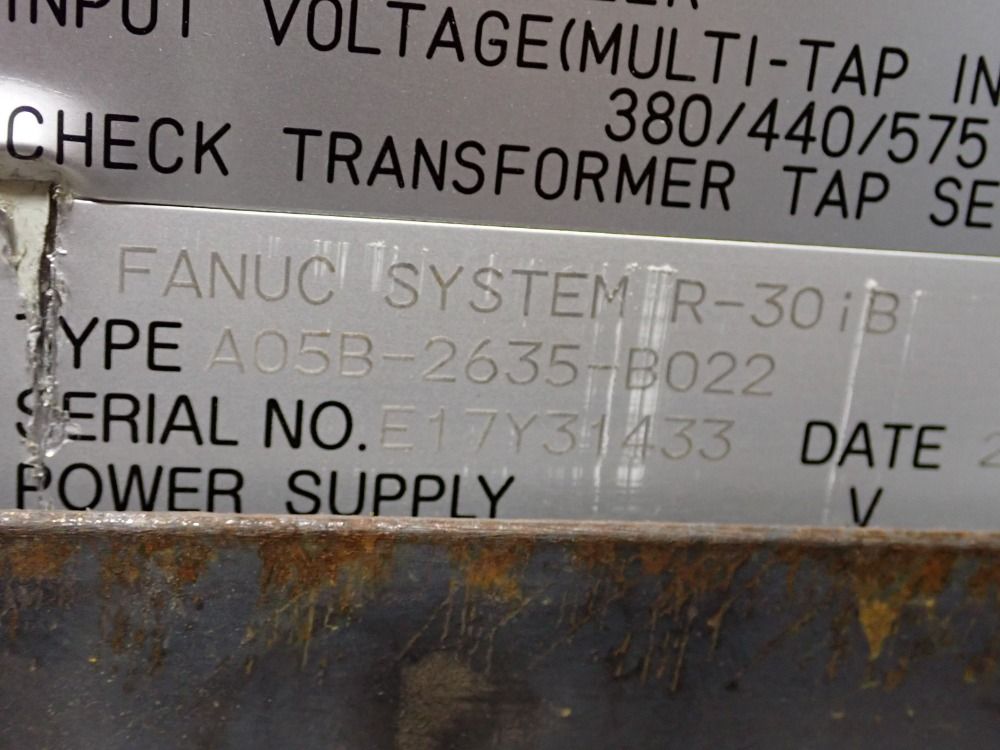 INPUT VOLTAGE(MULTI-TAP IN
380/440/575
CHECK TRANSFORMER TAP SE
FANUC SYSTEM R-30iB
TYPE A05B-2635-B022
SERIAL NO. E17Y31433 DATE 2
POWER SUPPLY V